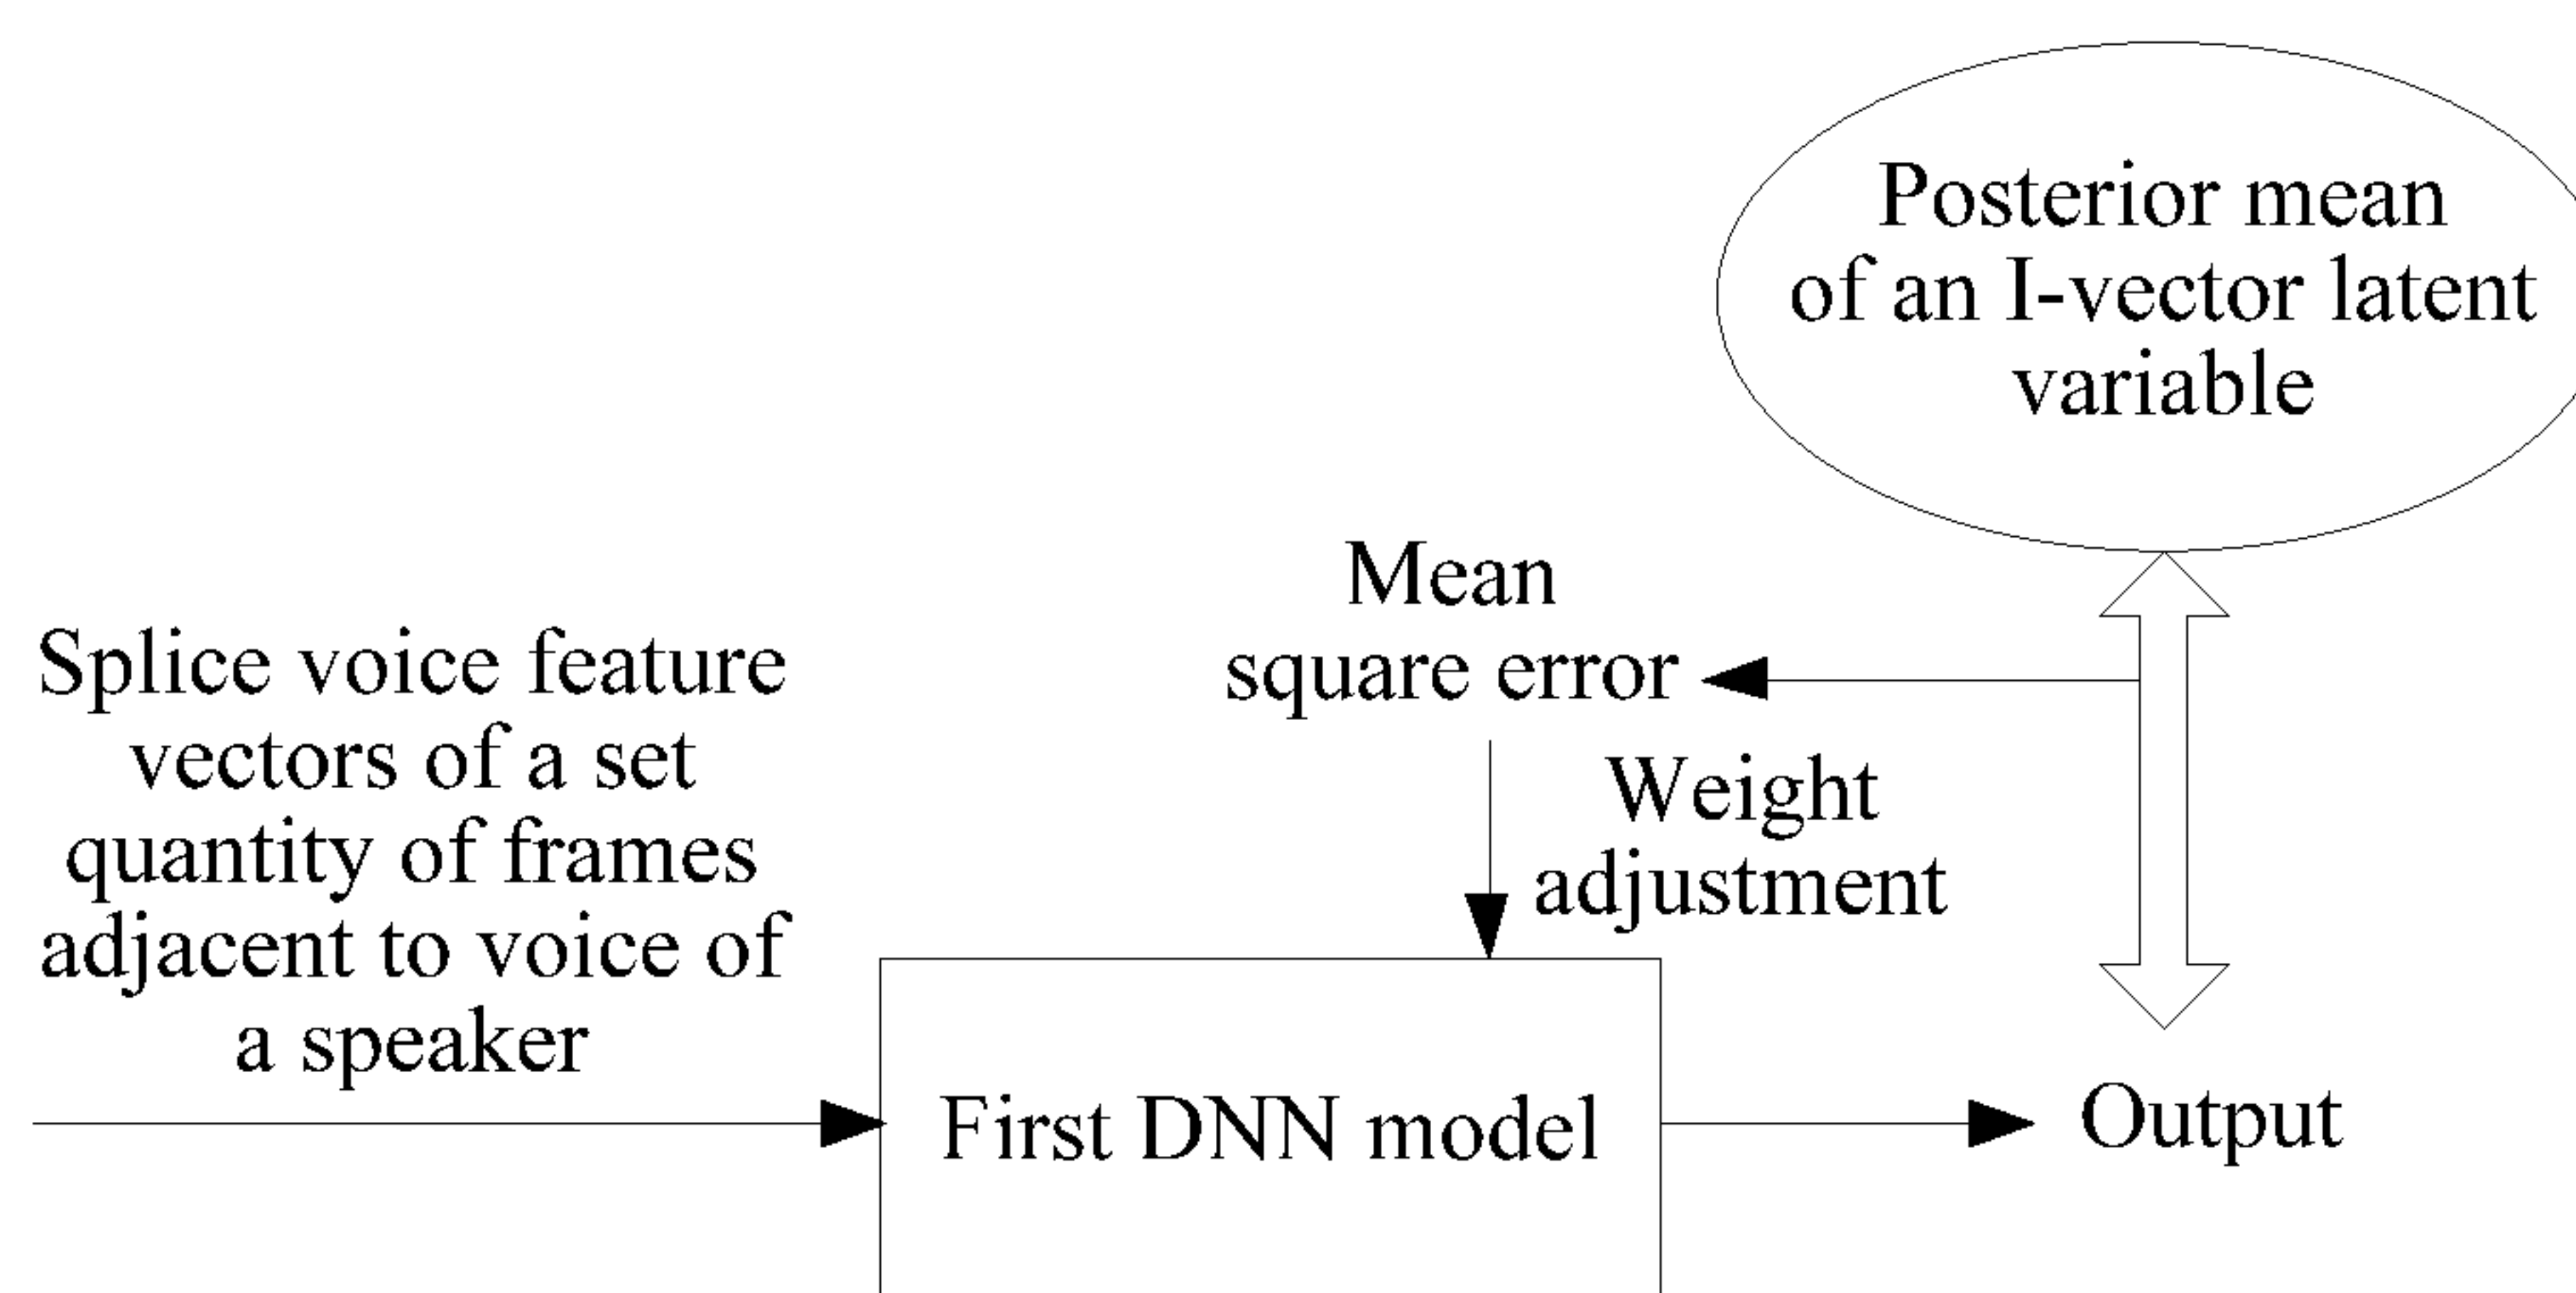 Posterior mean
of an I-vector latent
variable
Mean
square error
Splice voice feature
vectors of a set
quantity of frames
adjacent to voice of
a speaker
Weight
adjustment
First DNN model
Output